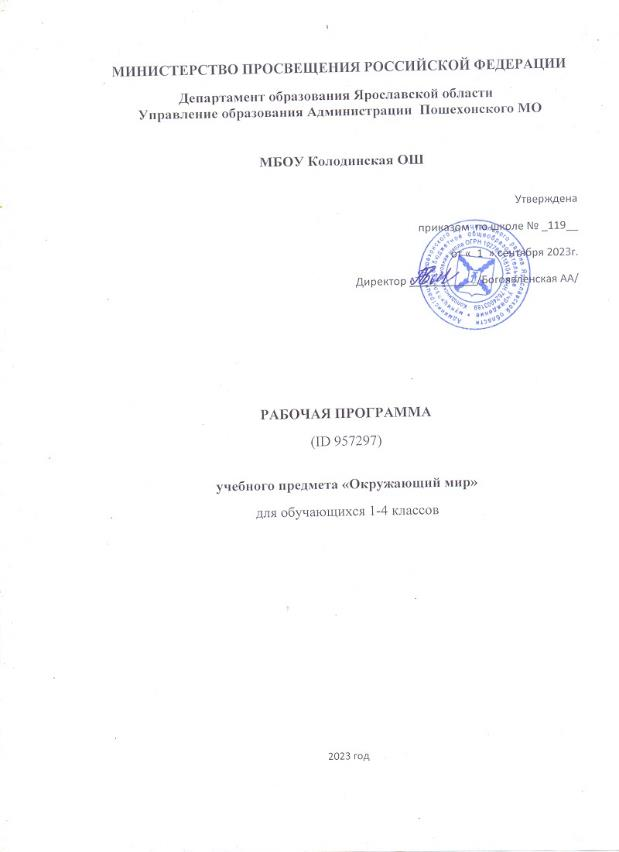 МИНИСТЕРСТВО ПРОСВЕЩЕНИЯ РОССИЙСКОЙ ФЕДЕРАЦИИ
Департамент образования Ярославской области
Управление образования Администрации Пошехонского МО
МБОУ Колодинская ОШ
Утверждена
приказом по школе № _119__
от « 1 » сентября 2023г.
Директор /Богоявленская АА/
РАБОЧАЯ ПРОГРАММА
(ID 957297)
учебного предмета «Окружающий мир»
для обучающихся 1-4 классов
2023 год